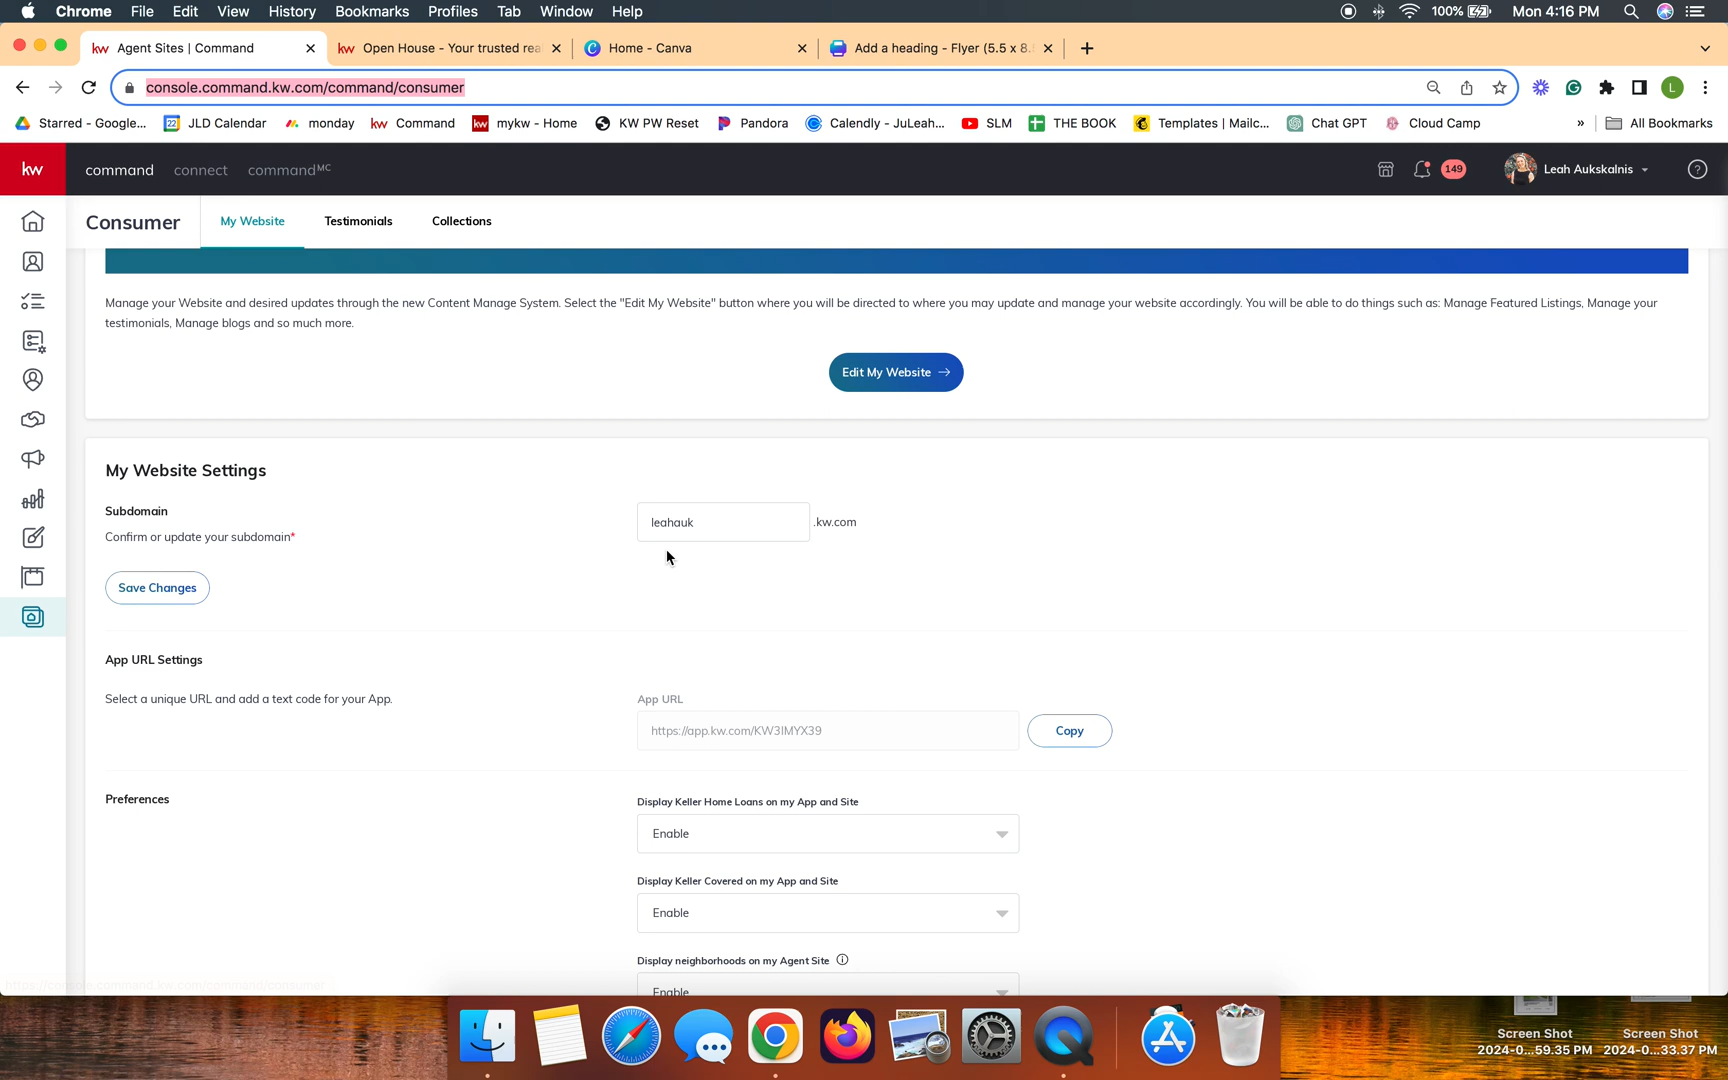 Chrome File Edit View History Bookmarks Profiles Tab Window Help 100% Mon 4:16 PM
kw Agent Sites | Command
kw Open House - Your trusted rea
C Home - Canva
Add a heading - Flyer (5.5 x 8.
console.command.kw.com/command/consumer
L
Starred - Google... 22 JLD Calendar monday kw Command kw mykw - Home KW PW Reset Pandora Calendly - JuLeah... SLM THE BOOK Templates | Mailc... Chat GPT Cloud Camp » All Bookmarks
kw command connect commandMC 149 Leah Aukskalnis ?
Consumer My Website Testimonials Collections
Manage your Website and desired updates through the new Content Manage System. Select the "Edit My Website" button where you will be directed to where you may update and manage your website accordingly. You will be able to do things such as: Manage Featured Listings, Manage your
testimonials, Manage blogs and so much more.
Edit My Website →
My Website Settings
Subdomain
Confirm or update your subdomain*
leahauk .kw.com
Save Changes
App URL Settings
Select a unique URL and add a text code for your App.
App URL
https://app.kw.com/KW3IMYX39
Copy
Preferences
Display Keller Home Loans on my App and Site
Enable
Display Keller Covered on my App and Site
Enable
Display neighborhoods on my Agent Site
Enable
https://console.command.kw.com/command/consumer
Screen Shot Screen Shot
2024-0...59.35 PM 2024-0...33.37 PM